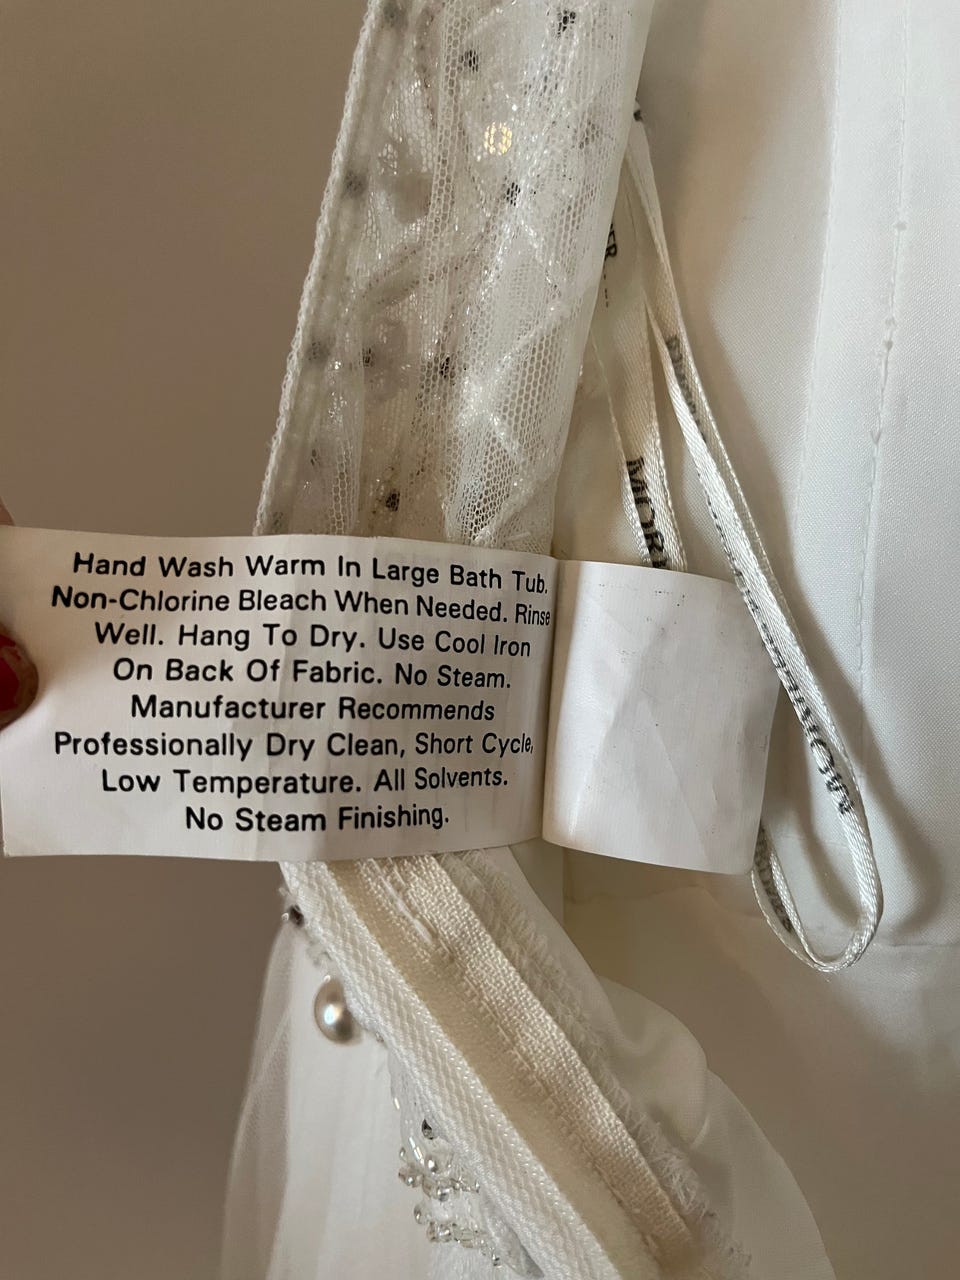 Hand Wash Warm In Large Bath Tub.
Non-Chlorine Bleach When Needed. Rinse
Well. Hang To Dry. Use Cool Iron
On Back Of Fabric. No Steam.
Manufacturer Recommends
Professionally Dry Clean, Short Cycle,
Low Temperature. All Solvents.
No Steam Finishing.